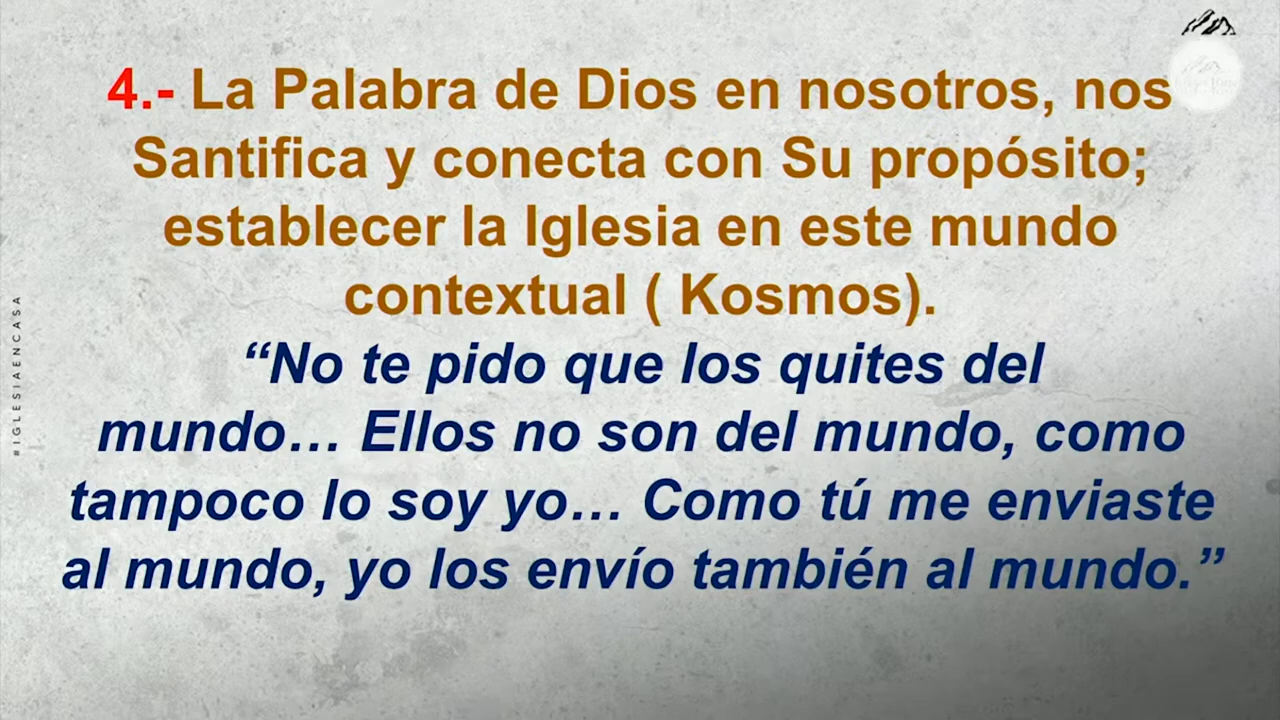 4.- La Palabra de Dios en nosotros, nos
Santifica y conecta con Su propósito;
establecer la Iglesia en este mundo
contextual ( Kosmos).
“No te pido que los quites del
mundo… Ellos no son del mundo, como
tampoco lo soy yo… Como tú me enviaste
al mundo, yo los envío también al mundo.”
#IGLESIAENCASA